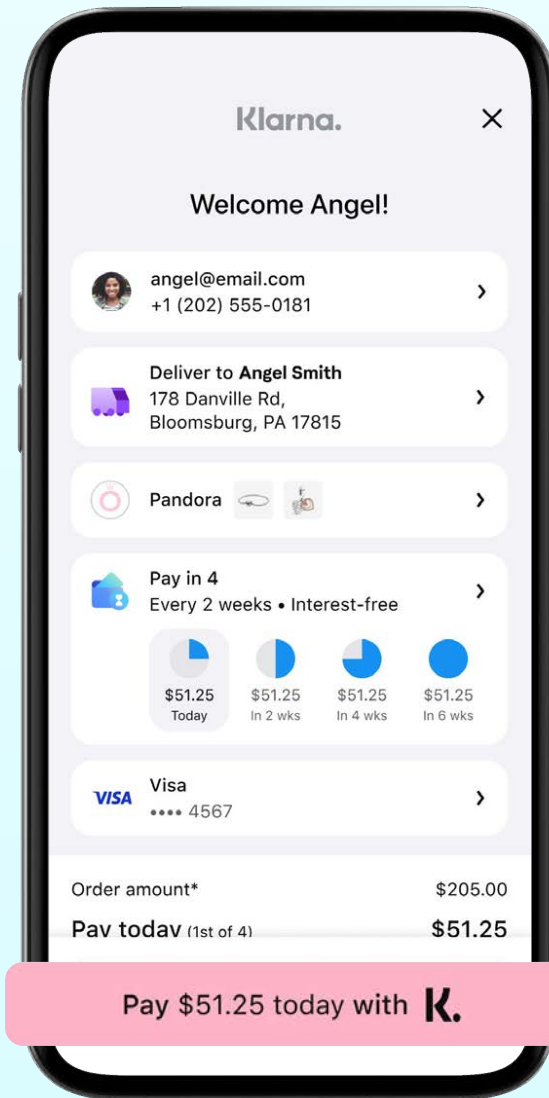 Klarna.
Welcome Angel!
angel@email.com
+1 (202) 555-0181
Deliver to Angel Smith
178 Danville Rd,
Bloomsburg, PA 17815
Pandora
Pay in 4
Every 2 weeks • Interest-free
$51.25 $51.25 $51.25 $51.25
Today In 2 wks In 4 wks In 6 wks
VISA
Visa
•••• 4567
Order amount* $205.00
Pay today (1st of 4) $51.25
Pay $51.25 today with K.